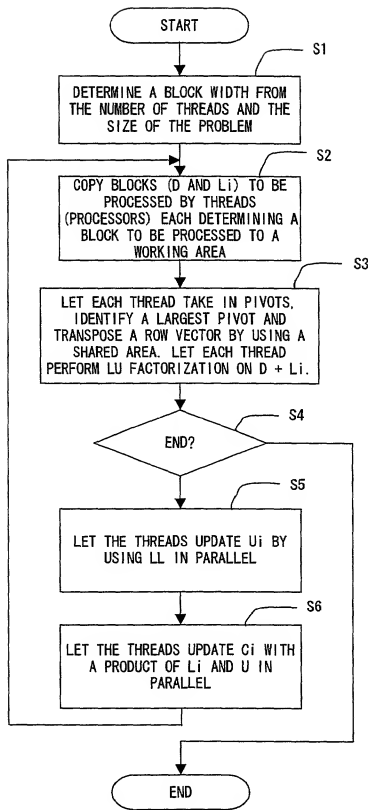 START
S1
DETERMINE A BLOCK WIDTH FROM
THE NUMBER OF THREADS AND THE
SIZE OF THE PROBLEM
S2
COPY BLOCKS (D AND Li) TO BE
PROCESSED BY THREADS
(PROCESSORS) EACH DETERMINING A
BLOCK TO BE PROCESSED TO A
WORKING AREA
S3
LET EACH THREAD TAKE IN PIVOTS,
IDENTIFY A LARGEST PIVOT AND
TRANSPOSE A ROW VECTOR BY USING A
SHARED AREA. LET EACH THREAD
PERFORM LU FACTORIZATION ON D + Li.
S4
END?
S5
LET THE THREADS UPDATE Ui BY
USING LL IN PARALLEL
S6
LET THE THREADS UPDATE Ci WITH
A PRODUCT OF Li AND U IN
PARALLEL
END